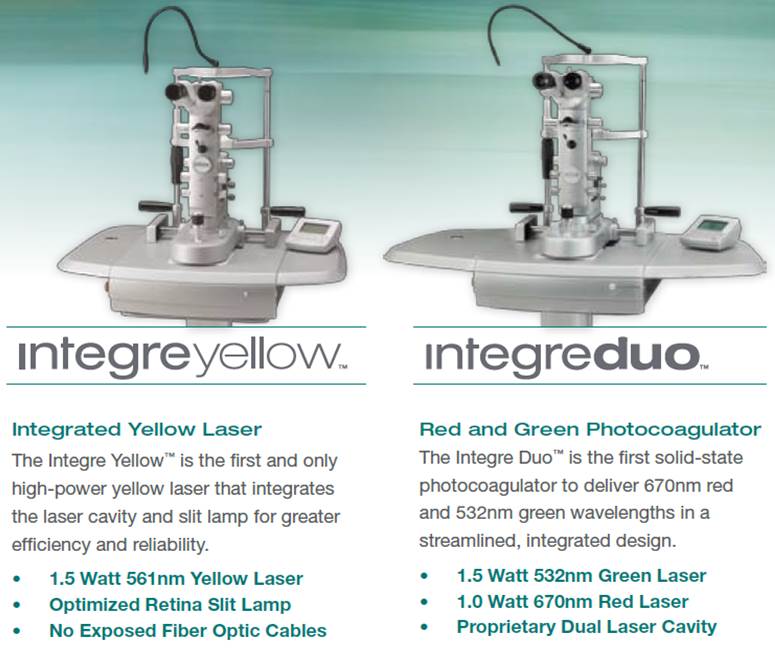 integreyellow™
Integrated Yellow Laser
The Integre Yellow™ is the first and only
high-power yellow laser that integrates
the laser cavity and slit lamp for greater
efficiency and reliability.
• 1.5 Watt 561nm Yellow Laser
• Optimized Retina Slit Lamp
• No Exposed Fiber Optic Cables
integreduo™
Red and Green Photocoagulator
The Integre Duo™ is the first solid-state
photocoagulator to deliver 670nm red
and 532nm green wavelengths in a
streamlined, integrated design.
• 1.5 Watt 532nm Green Laser
• 1.0 Watt 670nm Red Laser
• Proprietary Dual Laser Cavity